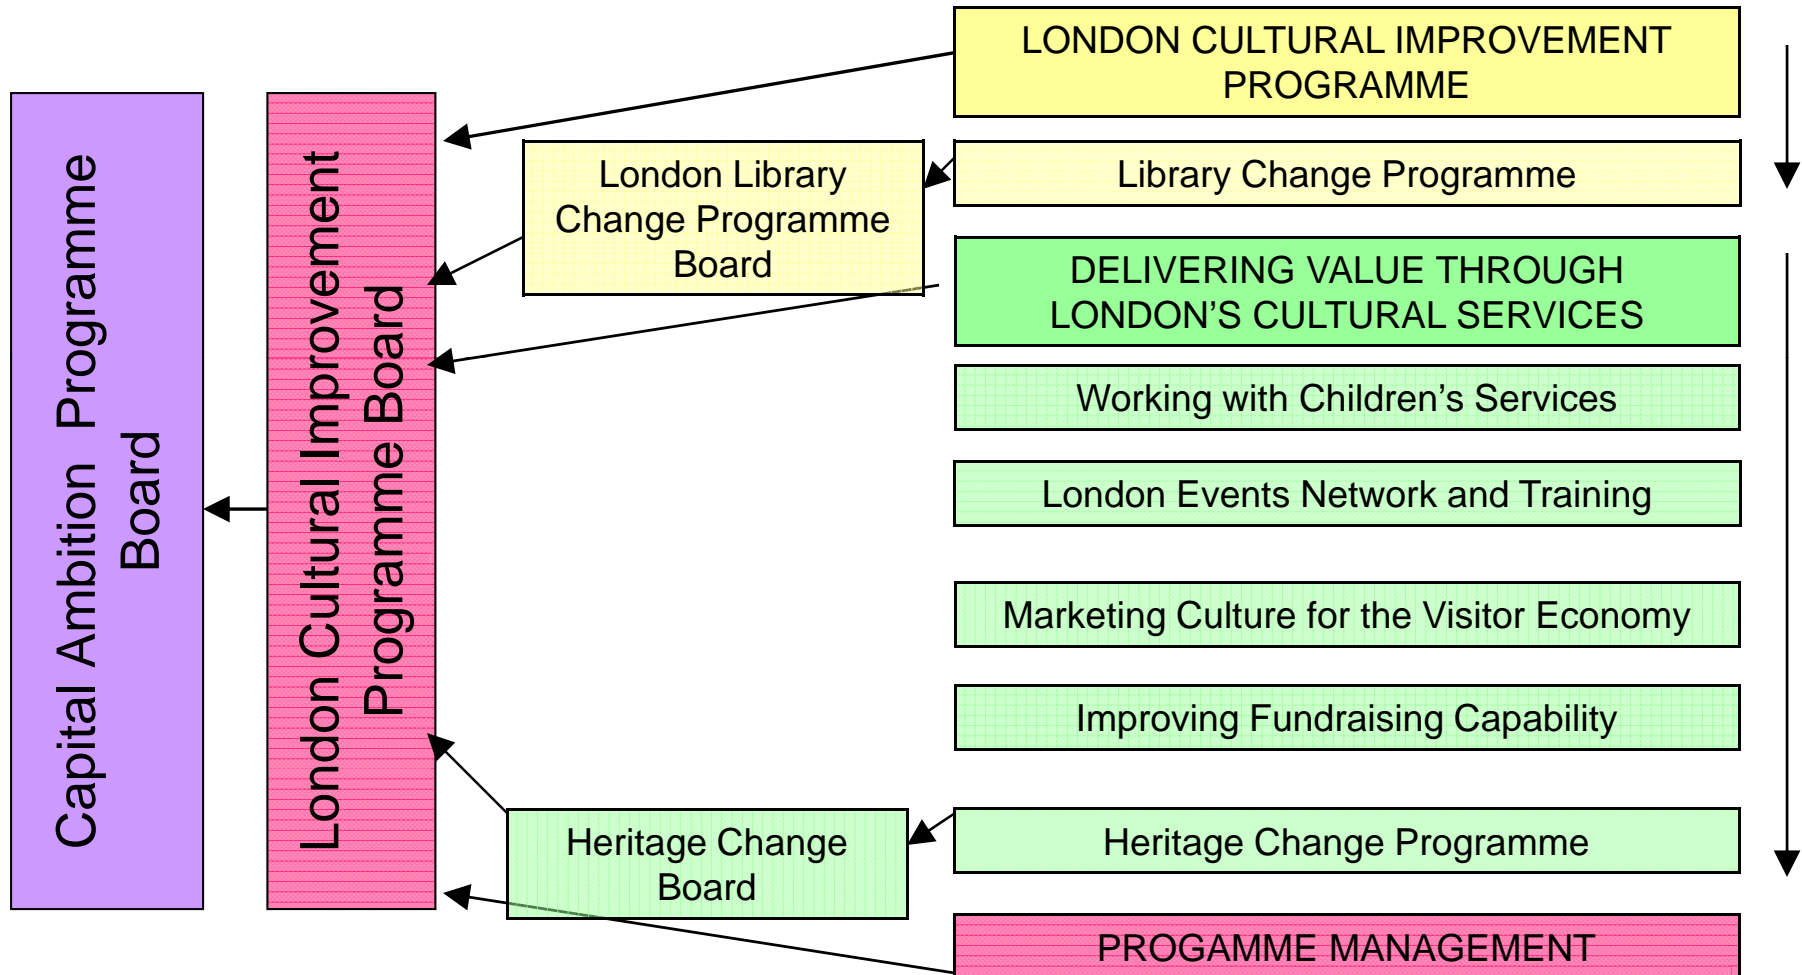 Capital Ambition Programme
Board
London Cultural Improvement
Programme Board
London Library
Change Programme
Board
Heritage Change
Board
LONDON CULTURAL IMPROVEMENT
PROGRAMME
Library Change Programme
DELIVERING VALUE THROUGH
LONDON’S CULTURAL SERVICES
Working with Children’s Services
London Events Network and Training
Marketing Culture for the Visitor Economy
Improving Fundraising Capability
Heritage Change Programme
PROGAMME MANAGEMENT